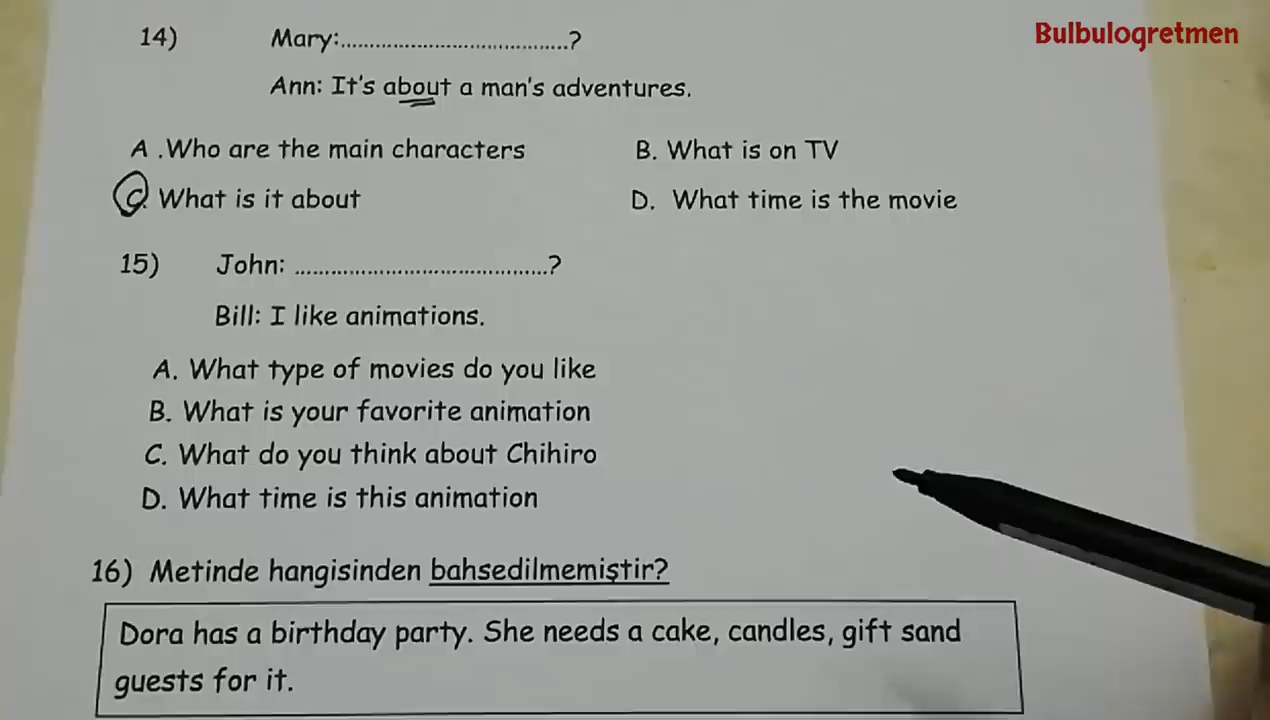 Bulbulogretmen
14) Mary:......................................?
Ann: It's about a man's adventures.
A .Who are the main characters B. What is on TV
C. What is it about D. What time is the movie
15) John: ..........................................?
Bill: I like animations.
A. What type of movies do you like
B. What is your favorite animation
C. What do you think about Chihiro
D. What time is this animation
16) Metinde hangisinden bahsedilmemiştir?
Dora has a birthday party. She needs a cake, candles, gift sand
guests for it.